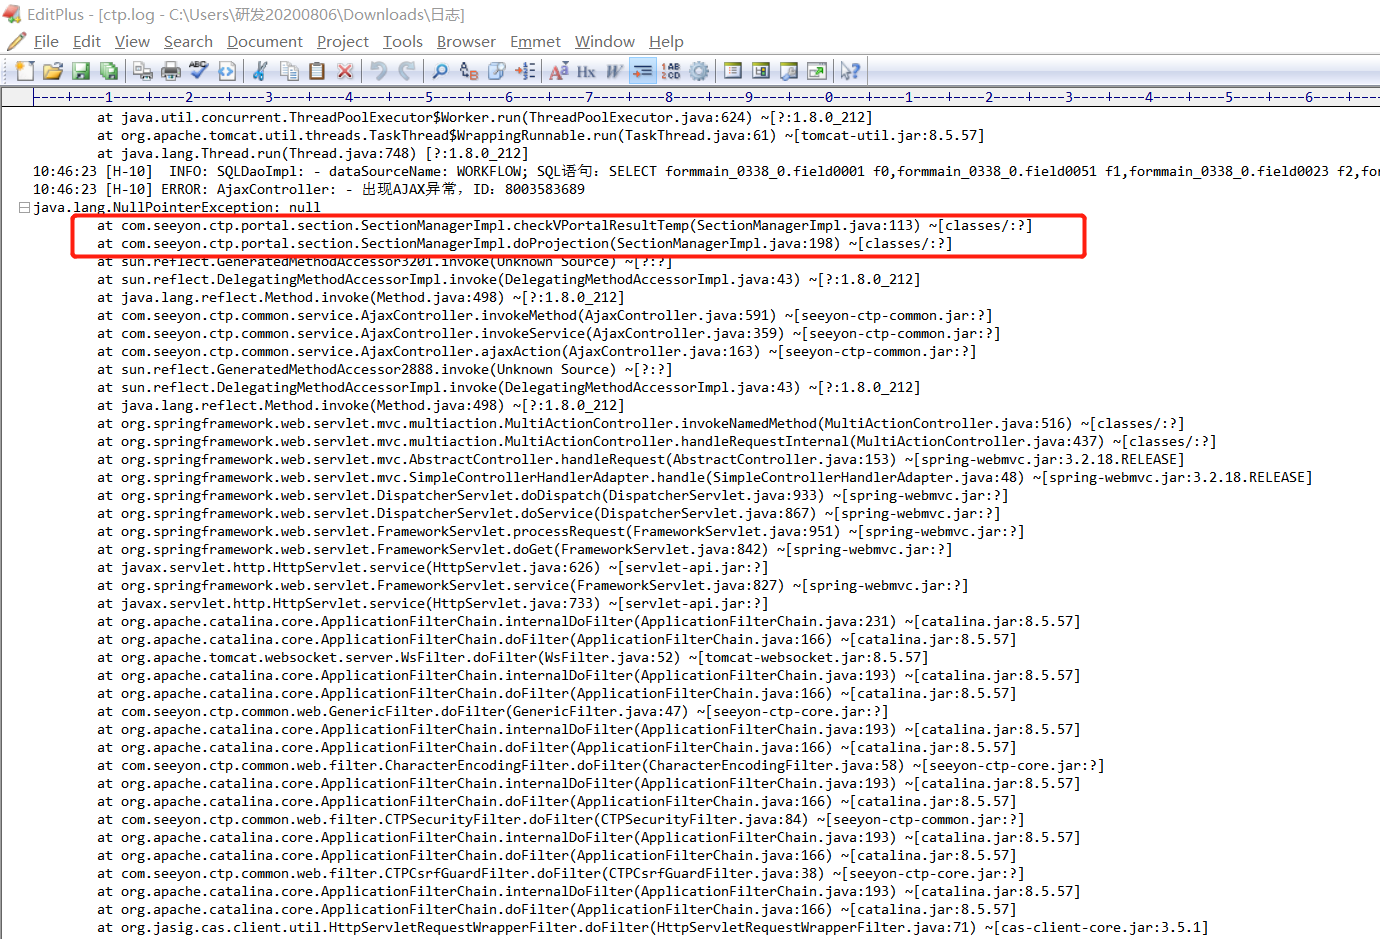 EditPlus - [ctp.log - C:\Users\研发20200806\Downloads\日志]
File Edit View Search Document Project Tools Browser Emmet Window Help
----+----1----+----2----+----3----+----4----+----5----+----6----+----7----+----8----+----9----+----0----+----1----+----2----+----3----+----4----+----5----+----6----+---
at java.util.concurrent.ThreadPoolExecutor$Worker.run(ThreadPoolExecutor.java:624) ~[?:1.8.0_212]
at org.apache.tomcat.util.threads.TaskThread$WrappingRunnable.run(TaskThread.java:61) ~[tomcat-util.jar:8.5.57]
at java.lang.Thread.run(Thread.java:748) [?:1.8.0_212]
10:46:23 [H-10]  INFO: SQLDaoImpl: - dataSourceName: WORKFLOW; SQL语句：SELECT formmain_0338_0.field0001 f0,formmain_0338_0.field0051 f1,formmain_0338_0.field0023 f2,fo
10:46:23 [H-10] ERROR: AjaxController: - 出现AJAX异常，ID：8003583689
java.lang.NullPointerException: null
at com.seeyon.ctp.portal.section.SectionManagerImpl.checkVPortalResultTemp(SectionManagerImpl.java:113) ~[classes/:?]
at com.seeyon.ctp.portal.section.SectionManagerImpl.doProjection(SectionManagerImpl.java:198) ~[classes/:?]
at sun.reflect.GeneratedMethodAccessor3201.invoke(Unknown Source) ~[?:?]
at sun.reflect.DelegatingMethodAccessorImpl.invoke(DelegatingMethodAccessorImpl.java:43) ~[?:1.8.0_212]
at java.lang.reflect.Method.invoke(Method.java:498) ~[?:1.8.0_212]
at com.seeyon.ctp.common.service.AjaxController.invokeMethod(AjaxController.java:591) ~[seeyon-ctp-common.jar:?]
at com.seeyon.ctp.common.service.AjaxController.invokeService(AjaxController.java:359) ~[seeyon-ctp-common.jar:?]
at com.seeyon.ctp.common.service.AjaxController.ajaxAction(AjaxController.java:163) ~[seeyon-ctp-common.jar:?]
at sun.reflect.GeneratedMethodAccessor2888.invoke(Unknown Source) ~[?:?]
at sun.reflect.DelegatingMethodAccessorImpl.invoke(DelegatingMethodAccessorImpl.java:43) ~[?:1.8.0_212]
at java.lang.reflect.Method.invoke(Method.java:498) ~[?:1.8.0_212]
at org.springframework.web.servlet.mvc.multiaction.MultiActionController.invokeNamedMethod(MultiActionController.java:516) ~[classes/:?]
at org.springframework.web.servlet.mvc.multiaction.MultiActionController.handleRequestInternal(MultiActionController.java:437) ~[classes/:?]
at org.springframework.web.servlet.mvc.AbstractController.handleRequest(AbstractController.java:153) ~[spring-webmvc.jar:3.2.18.RELEASE]
at org.springframework.web.servlet.mvc.SimpleControllerHandlerAdapter.handle(SimpleControllerHandlerAdapter.java:48) ~[spring-webmvc.jar:3.2.18.RELEASE]
at org.springframework.web.servlet.DispatcherServlet.doDispatch(DispatcherServlet.java:933) ~[spring-webmvc.jar:?]
at org.springframework.web.servlet.DispatcherServlet.doService(DispatcherServlet.java:867) ~[spring-webmvc.jar:?]
at org.springframework.web.servlet.FrameworkServlet.processRequest(FrameworkServlet.java:951) ~[spring-webmvc.jar:?]
at org.springframework.web.servlet.FrameworkServlet.doGet(FrameworkServlet.java:842) ~[spring-webmvc.jar:?]
at javax.servlet.http.HttpServlet.service(HttpServlet.java:626) ~[servlet-api.jar:?]
at org.springframework.web.servlet.FrameworkServlet.service(FrameworkServlet.java:827) ~[spring-webmvc.jar:?]
at javax.servlet.http.HttpServlet.service(HttpServlet.java:733) ~[servlet-api.jar:?]
at org.apache.catalina.core.ApplicationFilterChain.internalDoFilter(ApplicationFilterChain.java:231) ~[catalina.jar:8.5.57]
at org.apache.catalina.core.ApplicationFilterChain.doFilter(ApplicationFilterChain.java:166) ~[catalina.jar:8.5.57]
at org.apache.tomcat.websocket.server.WsFilter.doFilter(WsFilter.java:52) ~[tomcat-websocket.jar:8.5.57]
at org.apache.catalina.core.ApplicationFilterChain.internalDoFilter(ApplicationFilterChain.java:193) ~[catalina.jar:8.5.57]
at org.apache.catalina.core.ApplicationFilterChain.doFilter(ApplicationFilterChain.java:166) ~[catalina.jar:8.5.57]
at com.seeyon.ctp.common.web.GenericFilter.doFilter(GenericFilter.java:47) ~[seeyon-ctp-core.jar:?]
at org.apache.catalina.core.ApplicationFilterChain.internalDoFilter(ApplicationFilterChain.java:193) ~[catalina.jar:8.5.57]
at org.apache.catalina.core.ApplicationFilterChain.doFilter(ApplicationFilterChain.java:166) ~[catalina.jar:8.5.57]
at com.seeyon.ctp.common.web.filter.CharacterEncodingFilter.doFilter(CharacterEncodingFilter.java:58) ~[seeyon-ctp-core.jar:?]
at org.apache.catalina.core.ApplicationFilterChain.internalDoFilter(ApplicationFilterChain.java:193) ~[catalina.jar:8.5.57]
at org.apache.catalina.core.ApplicationFilterChain.doFilter(ApplicationFilterChain.java:166) ~[catalina.jar:8.5.57]
at com.seeyon.ctp.common.web.filter.CTPSecurityFilter.doFilter(CTPSecurityFilter.java:84) ~[seeyon-ctp-common.jar:?]
at org.apache.catalina.core.ApplicationFilterChain.internalDoFilter(ApplicationFilterChain.java:193) ~[catalina.jar:8.5.57]
at org.apache.catalina.core.ApplicationFilterChain.doFilter(ApplicationFilterChain.java:166) ~[catalina.jar:8.5.57]
at com.seeyon.ctp.common.web.filter.CTPCsrfGuardFilter.doFilter(CTPCsrfGuardFilter.java:38) ~[seeyon-ctp-core.jar:?]
at org.apache.catalina.core.ApplicationFilterChain.internalDoFilter(ApplicationFilterChain.java:193) ~[catalina.jar:8.5.57]
at org.apache.catalina.core.ApplicationFilterChain.doFilter(ApplicationFilterChain.java:166) ~[catalina.jar:8.5.57]
at org.jasig.cas.client.util.HttpServletRequestWrapperFilter.doFilter(HttpServletRequestWrapperFilter.java:71) ~[cas-client-core.jar:3.5.1]